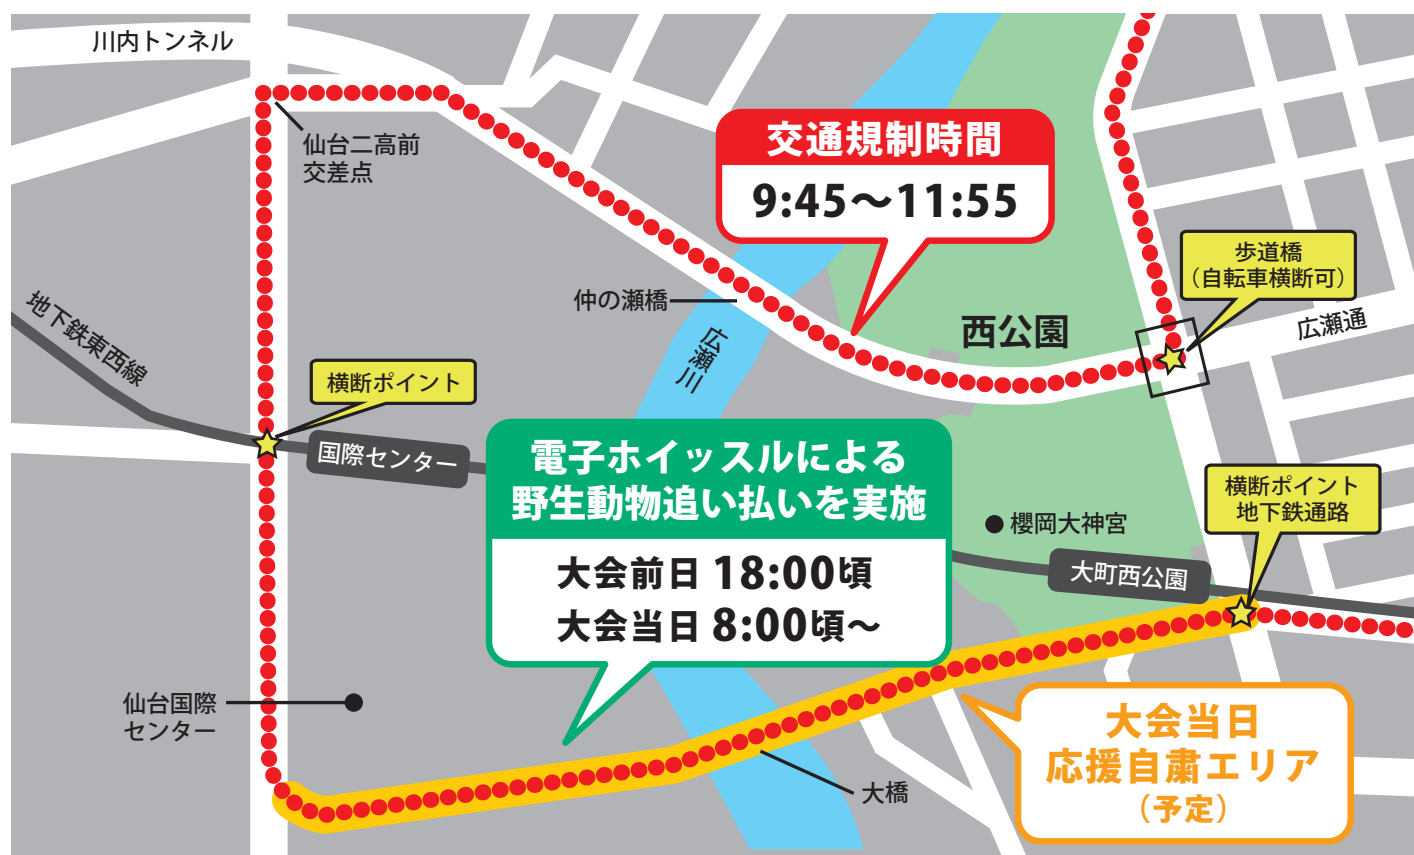 川内トンネル
仙台二高前
交差点
交通規制時間
9:45〜11:55
歩道橋
（自転車横断可）
仲の瀬橋
広瀬川
西公園
広瀬通
地下鉄東西線
横断ポイント
国際センター
電子ホイッスルによる
野生動物追い払いを実施
大会前日 18:00頃
大会当日 8:00頃〜
横断ポイント
地下鉄通路
櫻岡大神宮
大町西公園
仙台国際
センター
大橋
大会当日
応援自粛エリア
（予定）